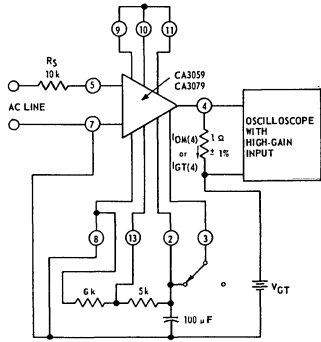 9 10 11
RS
10k
5
CA3059
CA3079
4
AC LINE
7
IOM(4)
or
IGT(4)
1 Ω
± 1%
OSCILLOSCOPE
WITH
HIGH-GAIN
INPUT
8 13 2 3
6k 5k
VGT
100 µF